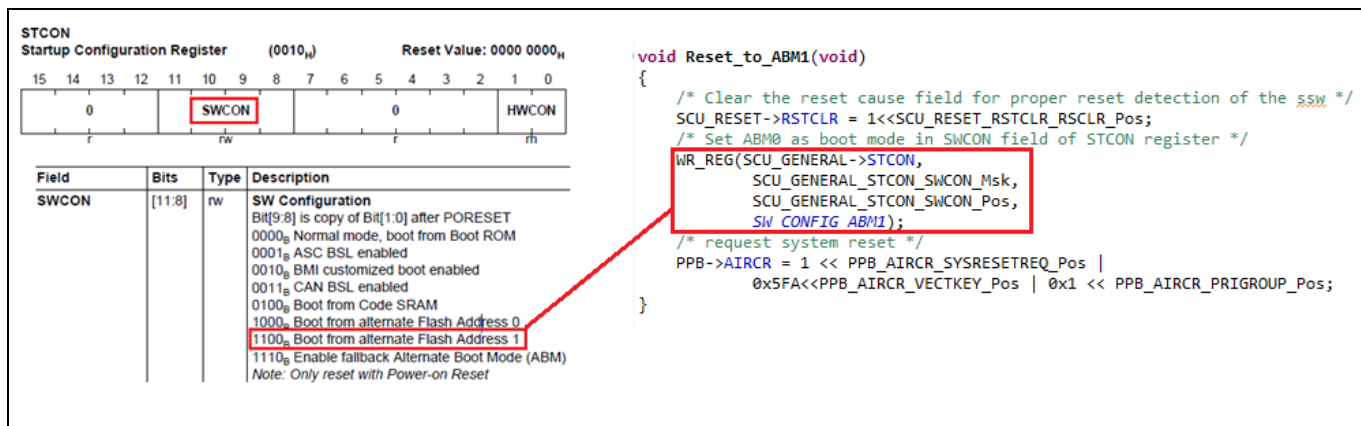 STCON
Startup Configuration Register (0010H) Reset Value: 0000 0000H
15 14 13 12 11 10 9 8 7 6 5 4 3 2 1 0
0 SWCON 0 HWCON
r rw r rh
Field Bits Type Description
SWCON [11:8] rw SW Configuration
Bit[9:8] is copy of Bit[1:0] after PORESET
0000B Normal mode, boot from Boot ROM
0001B ASC BSL enabled
0010B BMI customized boot enabled
0011B CAN BSL enabled
0100B Boot from Code SRAM
1000B Boot from alternate Flash Address 0
1100B Boot from alternate Flash Address 1
1110B Enable fallback Alternate Boot Mode (ABM)
Note: Only reset with Power-on Reset
void Reset_to_ABM1(void)
{
/* Clear the reset cause field for proper reset detection of the ssw */
SCU_RESET->RSTCLR = 1<<SCU_RESET_RSTCLR_RSCLR_Pos;
/* Set ABM0 as boot mode in SWCON field of STCON register */
WR_REG(SCU_GENERAL->STCON,
SCU_GENERAL_STCON_SWCON_Msk,
SCU_GENERAL_STCON_SWCON_Pos,
SW_CONFIG_ABM1);
/* request system reset */
PPB->AIRCR = 1 << PPB_AIRCR_SYSRESETREQ_Pos |
0x5FA<<PPB_AIRCR_VECTKEY_Pos | 0x1 << PPB_AIRCR_PRIGROUP_Pos;
}